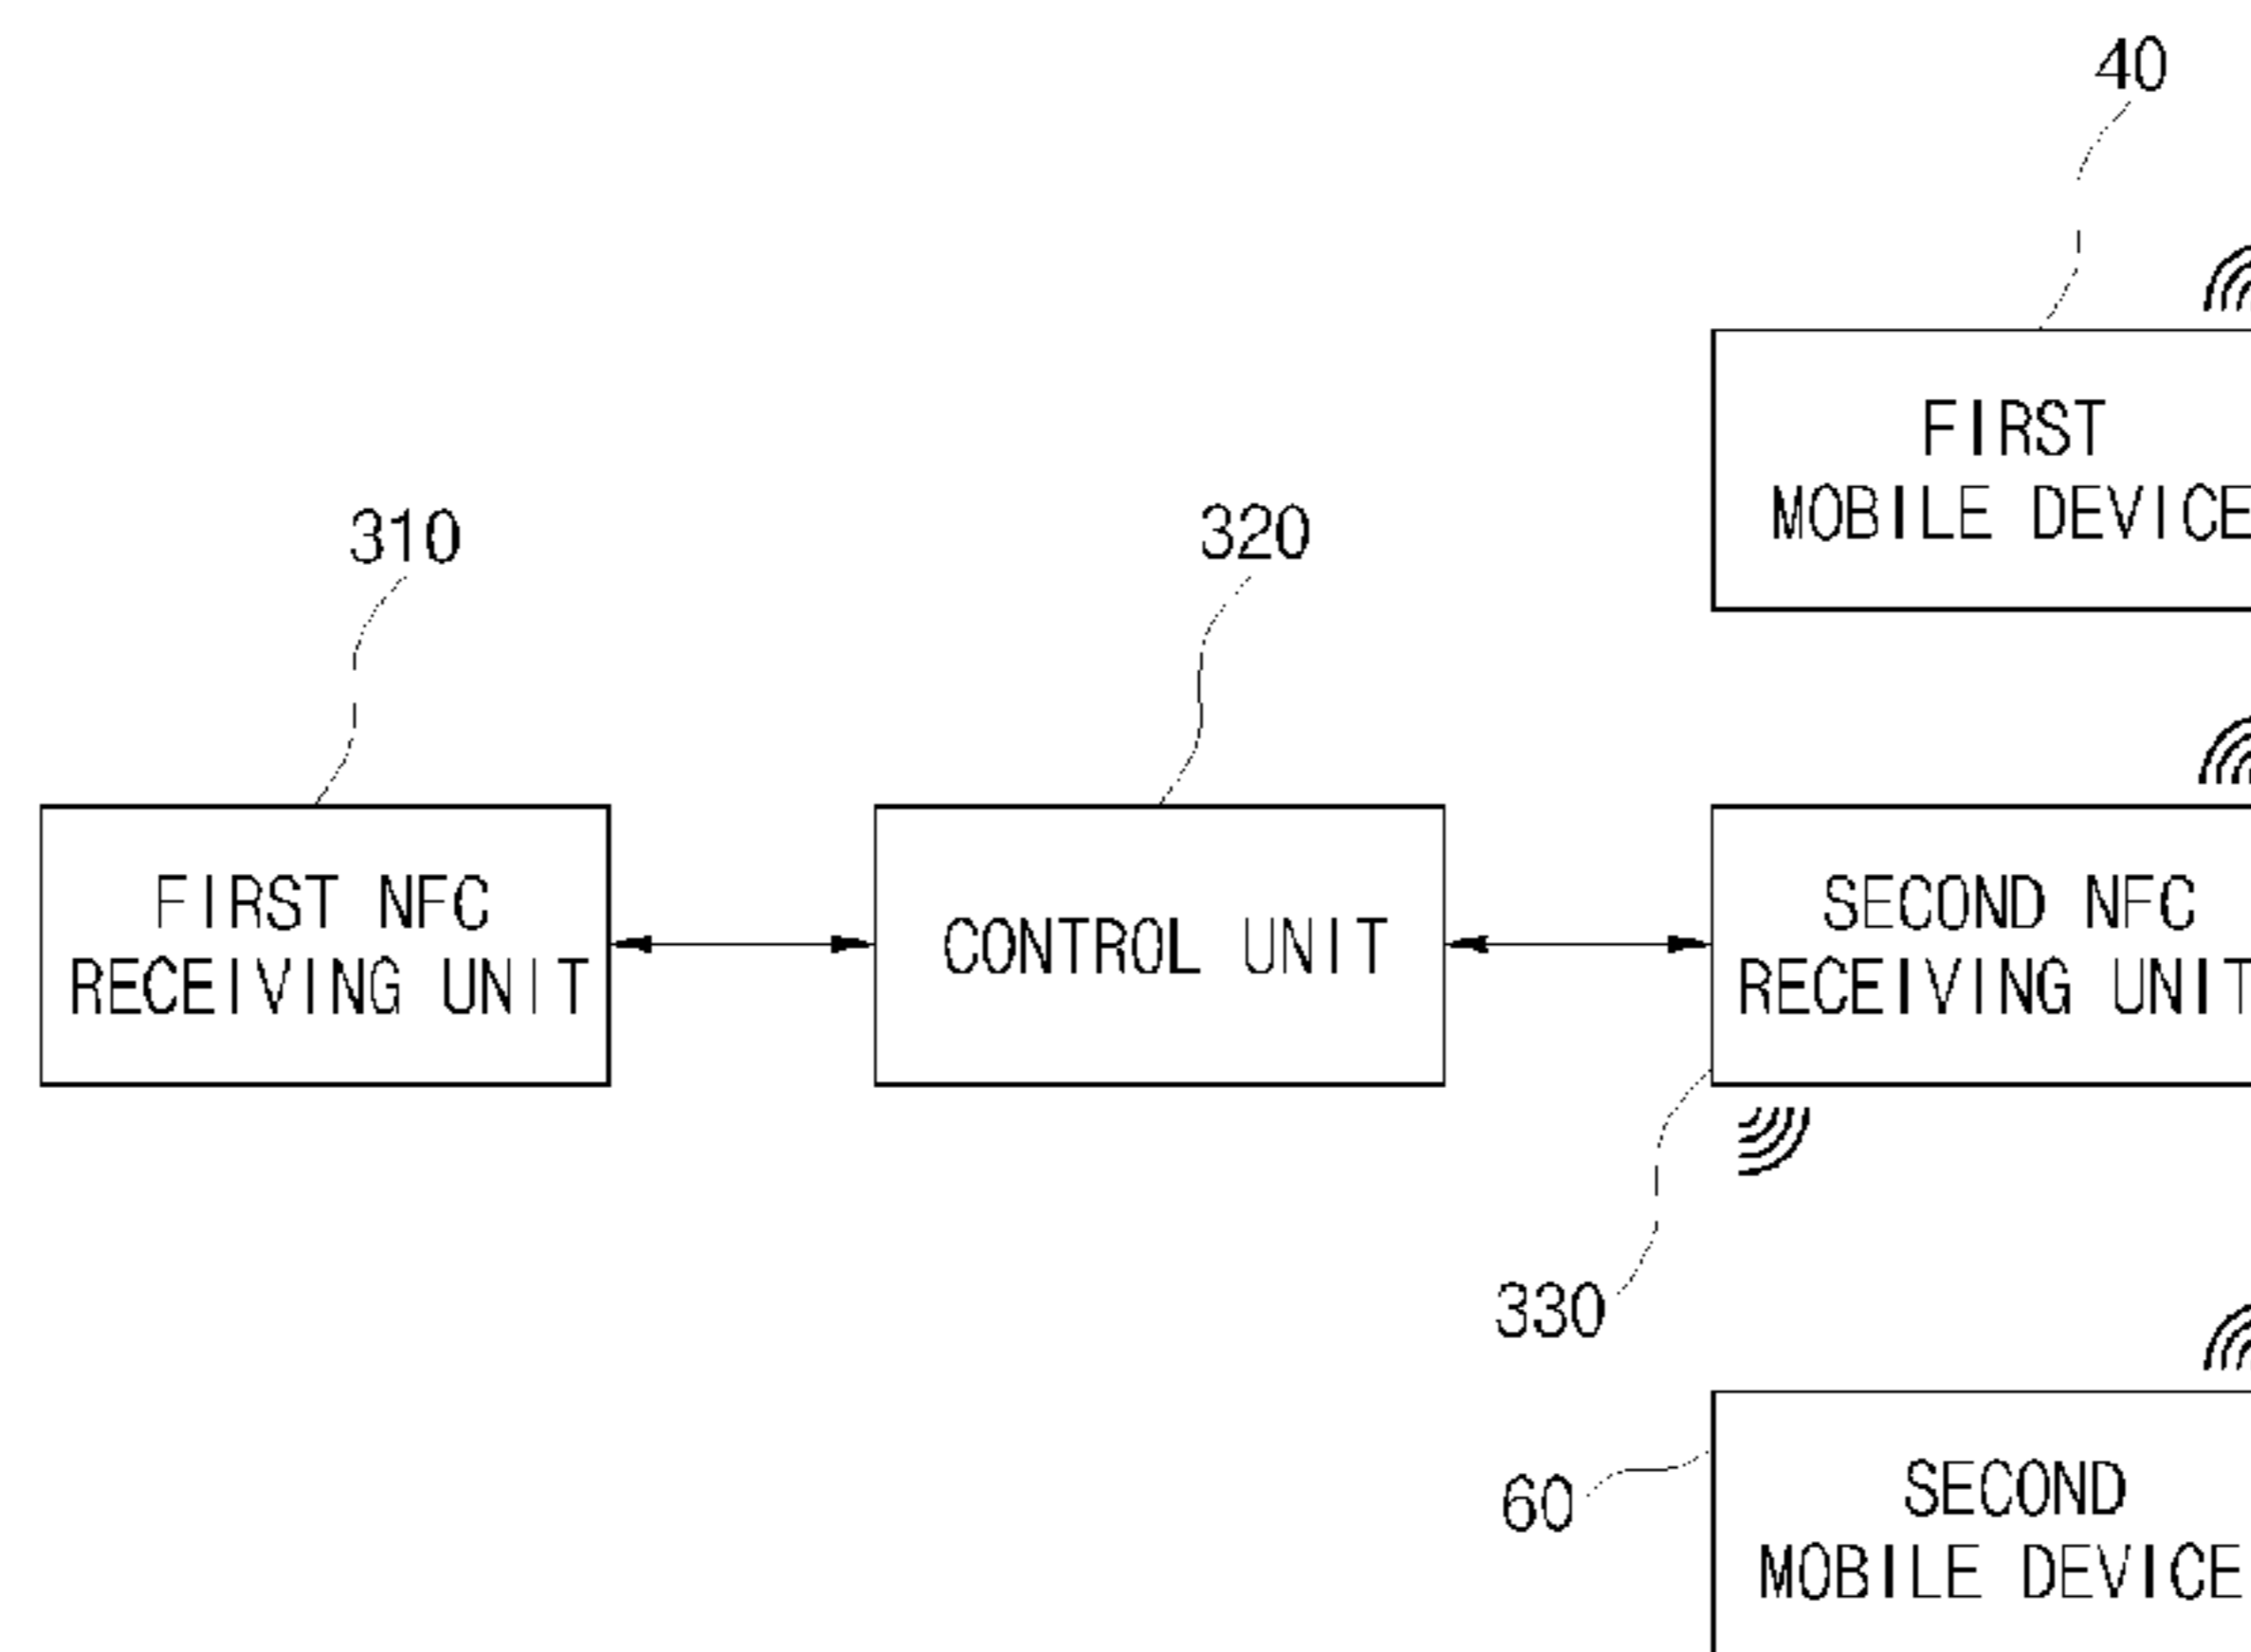 40
FIRST
MOBILE DEVICE
310
320
FIRST NFC
RECEIVING UNIT
CONTROL UNIT
SECOND NFC
RECEIVING UNIT
330
60
SECOND
MOBILE DEVICE